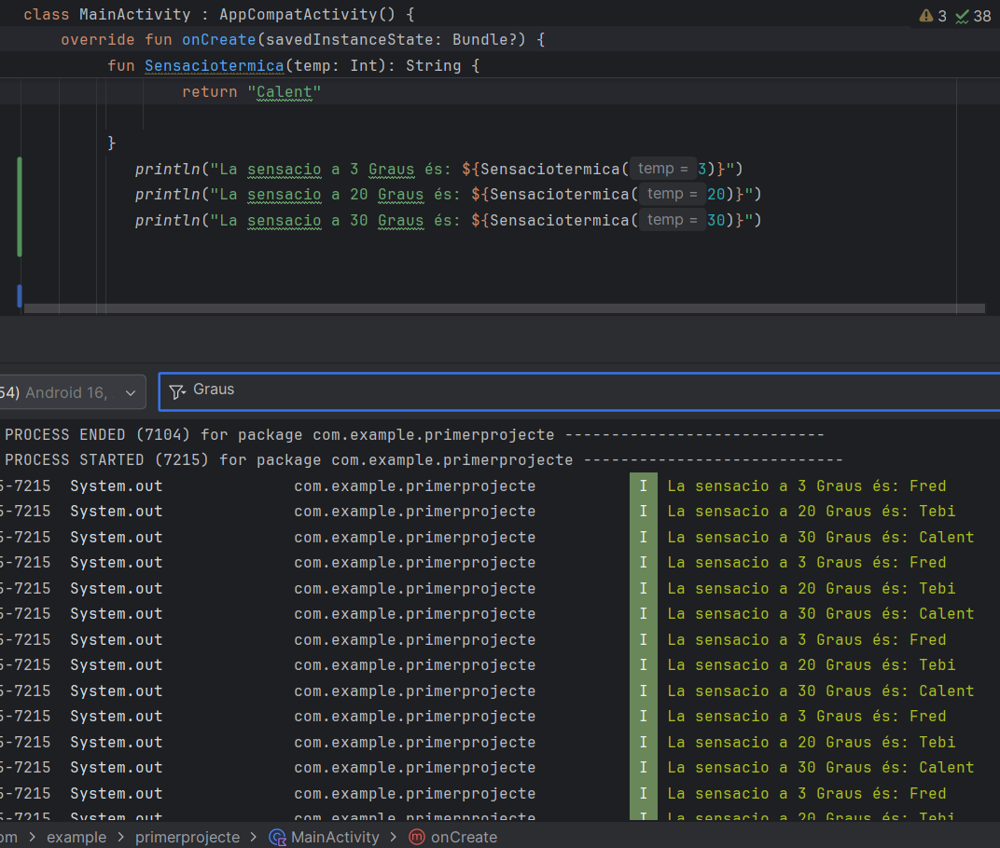 class MainActivity : AppCompatActivity() {
3 38
override fun onCreate(savedInstanceState: Bundle?) {
fun Sensaciotermica(temp: Int): String {
return "Calent"
}
println("La sensacio a 3 Graus és: ${Sensaciotermica( temp = 3)}")
println("La sensacio a 20 Graus és: ${Sensaciotermica( temp = 20)}")
println("La sensacio a 30 Graus és: ${Sensaciotermica( temp = 30)}")
54) Android 16,
Graus
PROCESS ENDED (7104) for package com.example.primerprojecte ----------------------------
PROCESS STARTED (7215) for package com.example.primerprojecte ----------------------------
5-7215 System.out com.example.primerprojecte I La sensacio a 3 Graus és: Fred
5-7215 System.out com.example.primerprojecte I La sensacio a 20 Graus és: Tebi
5-7215 System.out com.example.primerprojecte I La sensacio a 30 Graus és: Calent
5-7215 System.out com.example.primerprojecte I La sensacio a 3 Graus és: Fred
5-7215 System.out com.example.primerprojecte I La sensacio a 20 Graus és: Tebi
5-7215 System.out com.example.primerprojecte I La sensacio a 30 Graus és: Calent
5-7215 System.out com.example.primerprojecte I La sensacio a 3 Graus és: Fred
5-7215 System.out com.example.primerprojecte I La sensacio a 20 Graus és: Tebi
5-7215 System.out com.example.primerprojecte I La sensacio a 30 Graus és: Calent
5-7215 System.out com.example.primerprojecte I La sensacio a 3 Graus és: Fred
5-7215 System.out com.example.primerprojecte I La sensacio a 20 Graus és: Tebi
5-7215 System.out com.example.primerprojecte I La sensacio a 30 Graus és: Calent
5-7215 System.out com.example.primerprojecte I La sensacio a 3 Graus és: Fred
5-7215 System.out com.example.primerprojecte I La sensacio a 20 Graus és: Tebi
om > example > primerprojecte > MainActivity > onCreate